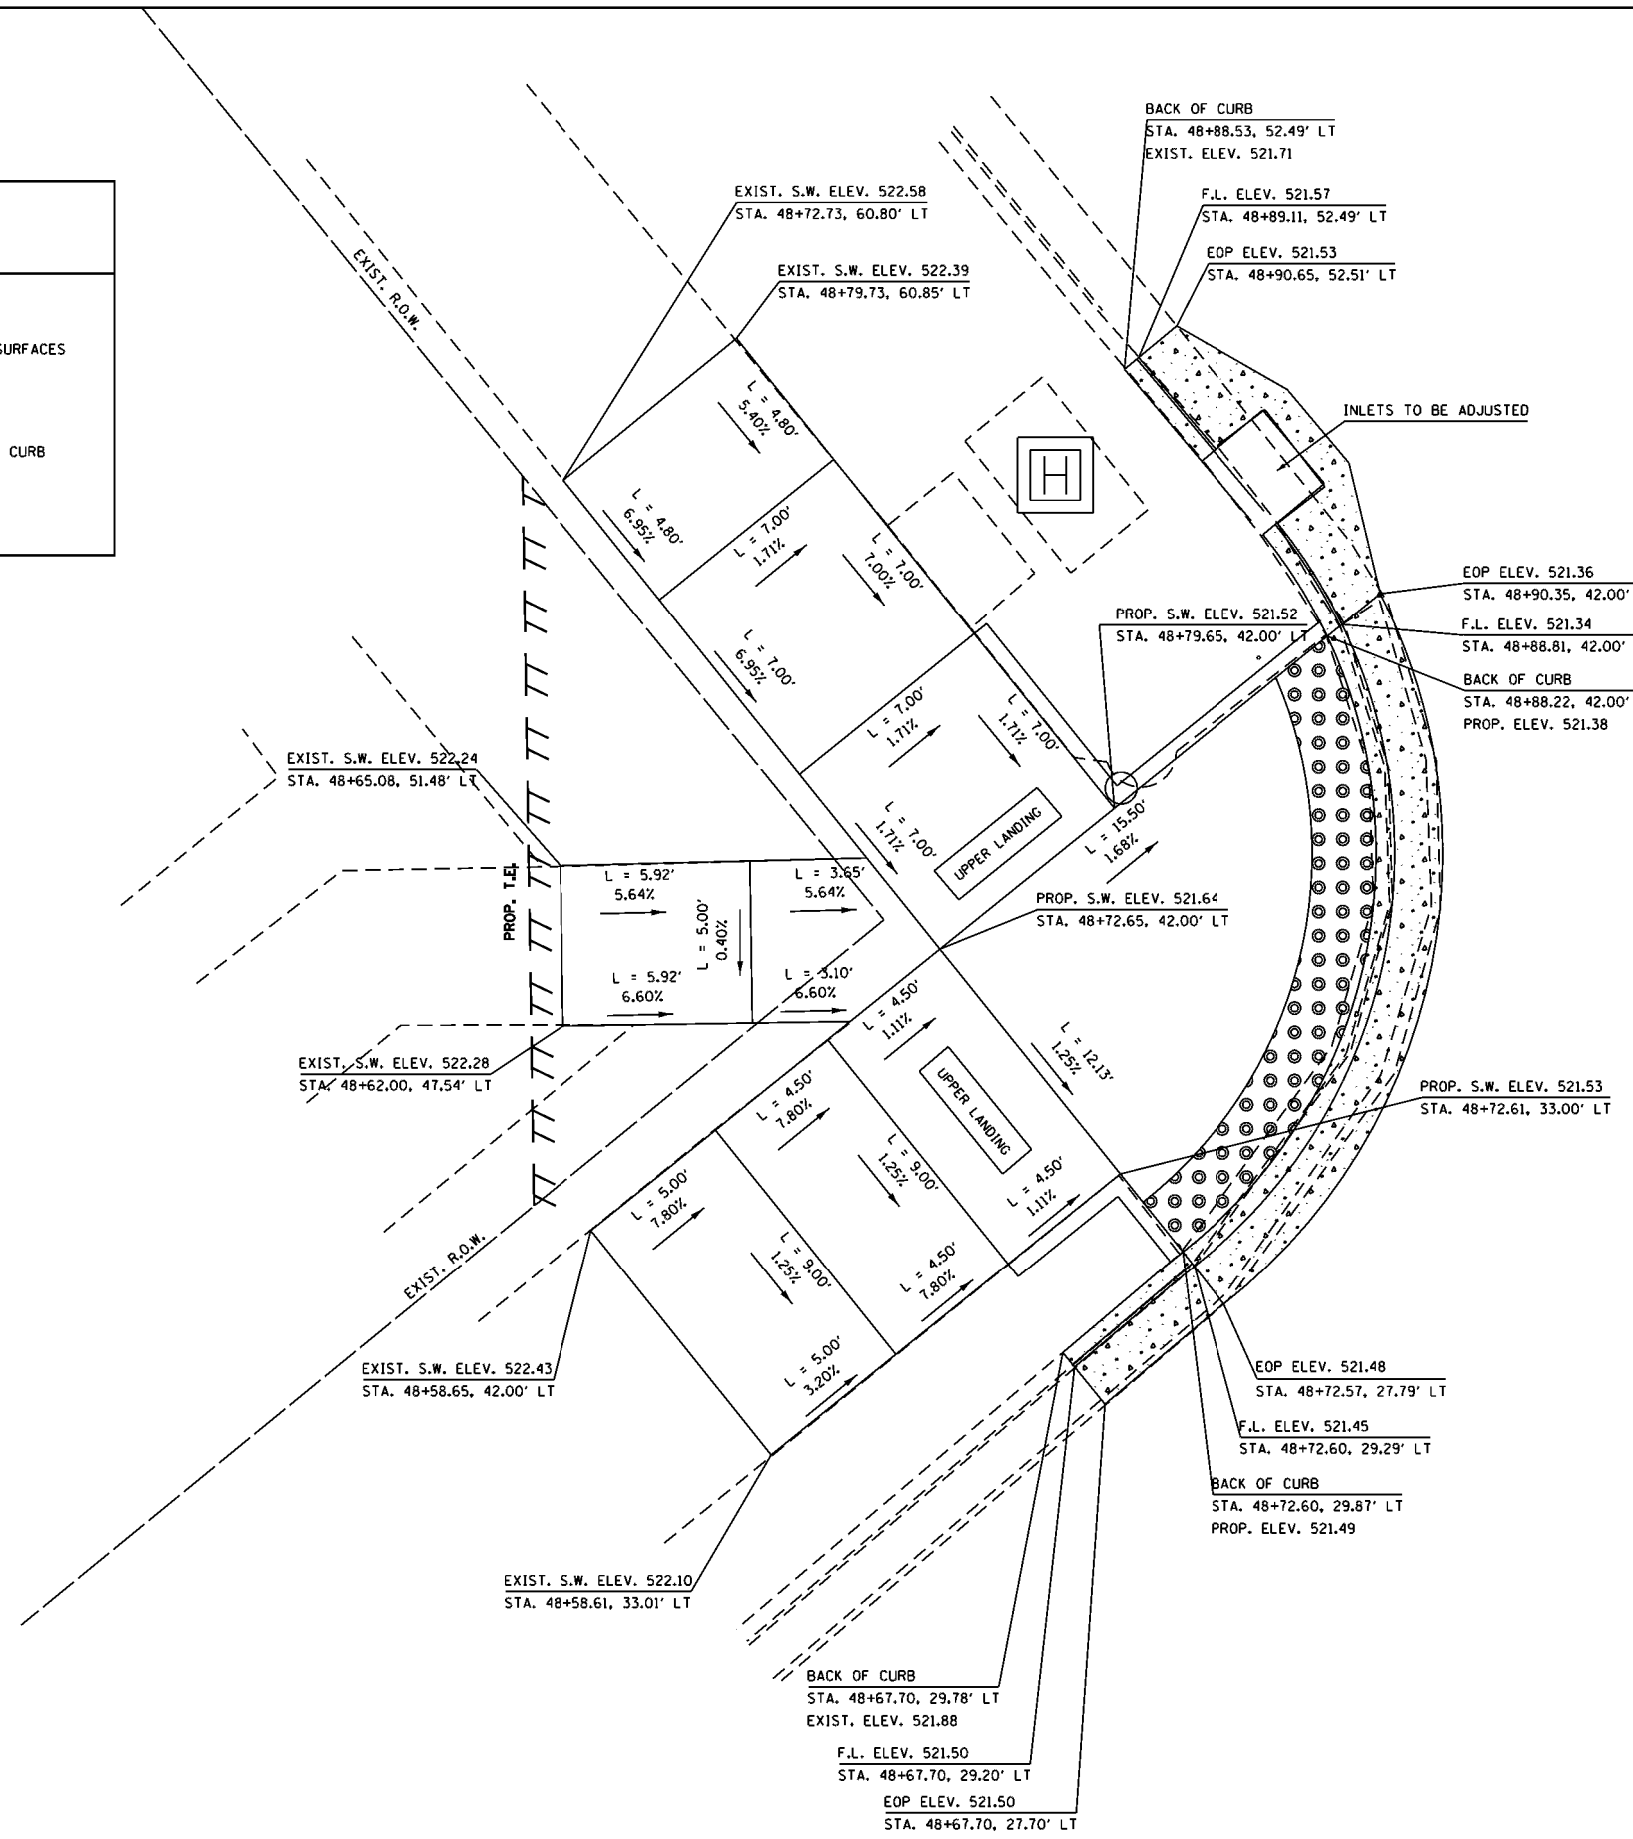 BACK OF CURB
STA. 48+88.53, 52.49' LT
EXIST. ELEV. 521.71
EXIST. S.W. ELEV. 522.58
STA. 48+72.73, 60.80' LT
F.L. ELEV. 521.57
STA. 48+89.11, 52.49' LT
EOP ELEV. 521.53
STA. 48+90.65, 52.51' LT
EXIST. S.W. ELEV. 522.39
STA. 48+79.73, 60.85' LT
EXIST. R.O.W.
SURFACES
CURB
INLETS TO BE ADJUSTED
L = 4.80'
5.40%
L = 4.80'
6.95%
L = 7.00'
1.71%
L = 7.00'
7.00%
H
EOP ELEV. 521.36
STA. 48+90.35, 42.00'
PROP. S.W. ELEV. 521.52
STA. 48+79.65, 42.00' LT
F.L. ELEV. 521.34
STA. 48+88.81, 42.00'
BACK OF CURB
STA. 48+88.22, 42.00'
PROP. ELEV. 521.38
L = 7.00'
6.95%
L = 7.00'
1.71%
L = 7.00'
1.71%
EXIST. S.W. ELEV. 522.24
STA. 48+65.08, 51.48' LT
L = 7.00'
1.71%
UPPER LANDING
L = 15.50'
1.68%
PROP. T.E.
L = 5.92'
5.64%
L = 3.65'
5.64%
L = 5.00'
0.40%
PROP. S.W. ELEV. 521.64
STA. 48+72.65, 42.00' LT
L = 5.92'
6.60%
L = 3.10'
6.60%
L = 4.50'
1.11%
EXIST. S.W. ELEV. 522.28
STA. 48+62.00, 47.54' LT
L = 12.13'
1.25%
L = 4.50'
7.80%
UPPER LANDING
PROP. S.W. ELEV. 521.53
STA. 48+72.61, 33.00' LT
L = 9.00'
1.25%
L = 5.00'
7.80%
L = 4.50'
1.11%
EXIST. R.O.W.
L = 9.00'
1.25%
L = 4.50'
7.80%
EXIST. S.W. ELEV. 522.43
STA. 48+58.65, 42.00' LT
L = 5.00'
3.20%
EOP ELEV. 521.48
STA. 48+72.57, 27.79' LT
F.L. ELEV. 521.45
STA. 48+72.60, 29.29' LT
BACK OF CURB
STA. 48+72.60, 29.87' LT
PROP. ELEV. 521.49
EXIST. S.W. ELEV. 522.10
STA. 48+58.61, 33.01' LT
BACK OF CURB
STA. 48+67.70, 29.78' LT
EXIST. ELEV. 521.88
F.L. ELEV. 521.50
STA. 48+67.70, 29.20' LT
EOP ELEV. 521.50
STA. 48+67.70, 27.70' LT